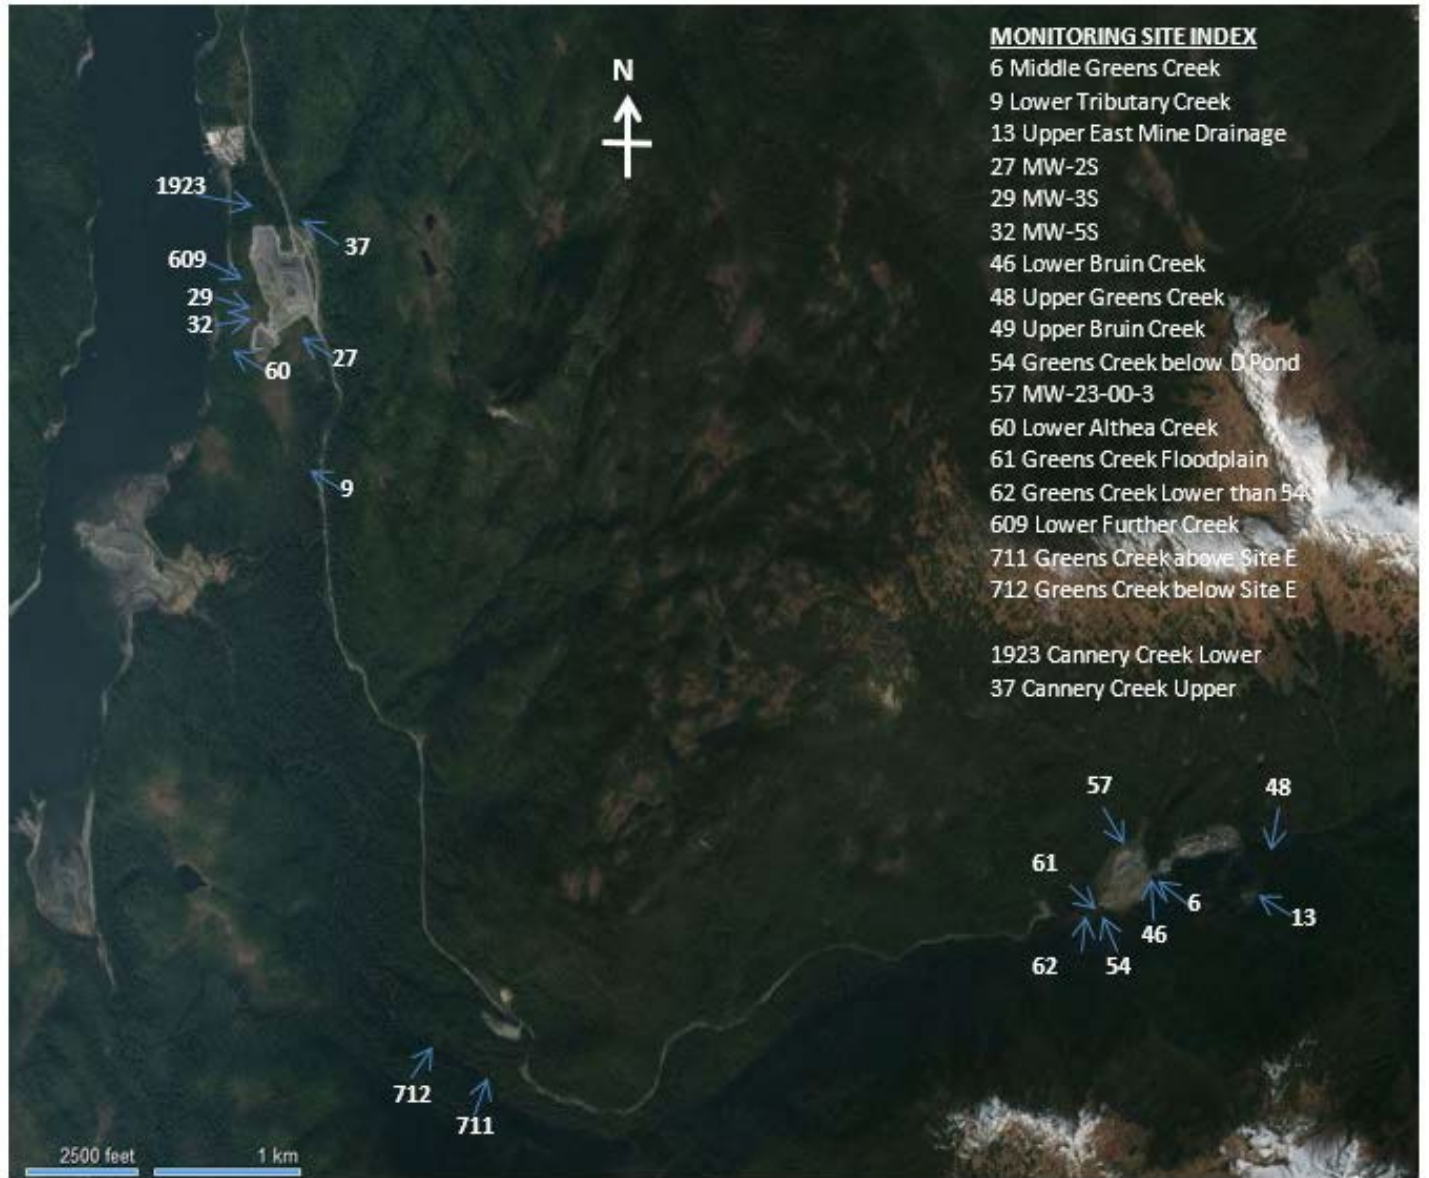 MONITORING SITE INDEX
6 Middle Greens Creek
9 Lower Tributary Creek
13 Upper East Mine Drainage
27 MW-2S
29 MW-3S
32 MW-5S
46 Lower Bruin Creek
48 Upper Greens Creek
49 Upper Bruin Creek
54 Greens Creek below D Pond
57 MW-23-00-3
60 Lower Althea Creek
61 Greens Creek Floodplain
62 Greens Creek Lower than 54
609 Lower Further Creek
711 Greens Creek above Site E
712 Greens Creek below Site E
1923 Cannery Creek Lower
37 Cannery Creek Upper
N
1923
37
609
29
32
27
60
9
57
48
61
6
13
46
62
54
712
711
2500 feet
1 km